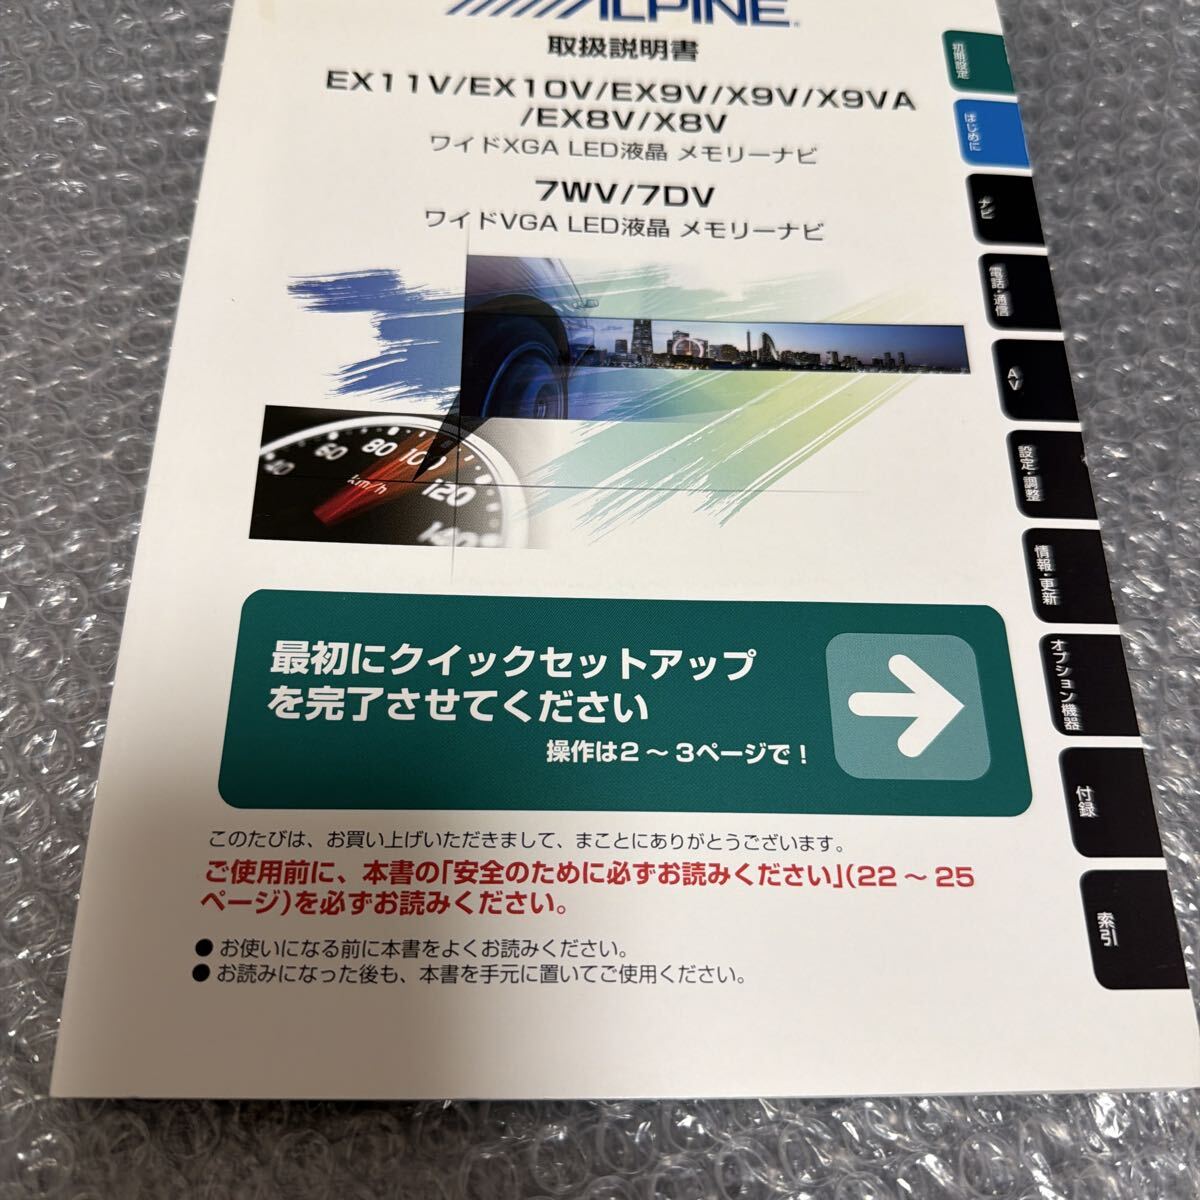 ALPINE
取扱説明書
EX11V/EX10V/EX9V/X9V/X9VA
/EX8V/X8V
ワイドXGA LED液晶 メモリーナビ
7WV/7DV
ワイドVGA LED液晶 メモリーナビ
40 60 80 100 120 140
km/h
最初にクイックセットアップ
を完了させてください
操作は2 ～ 3ページで!
このたびは、お買い上げいただきまして、まことにありがとうございます。
ご使用前に、本書の「安全のために必ずお読みください」(22 ～ 25
ページ)を必ずお読みください。
● お使いになる前に本書をよくお読みください。
● お読みになった後も、本書を手元に置いてご使用ください。
初期設定
はじめに
ナビ
電話・通信
AV
設定・調整
情報・更新
オプション機器
付録
索引